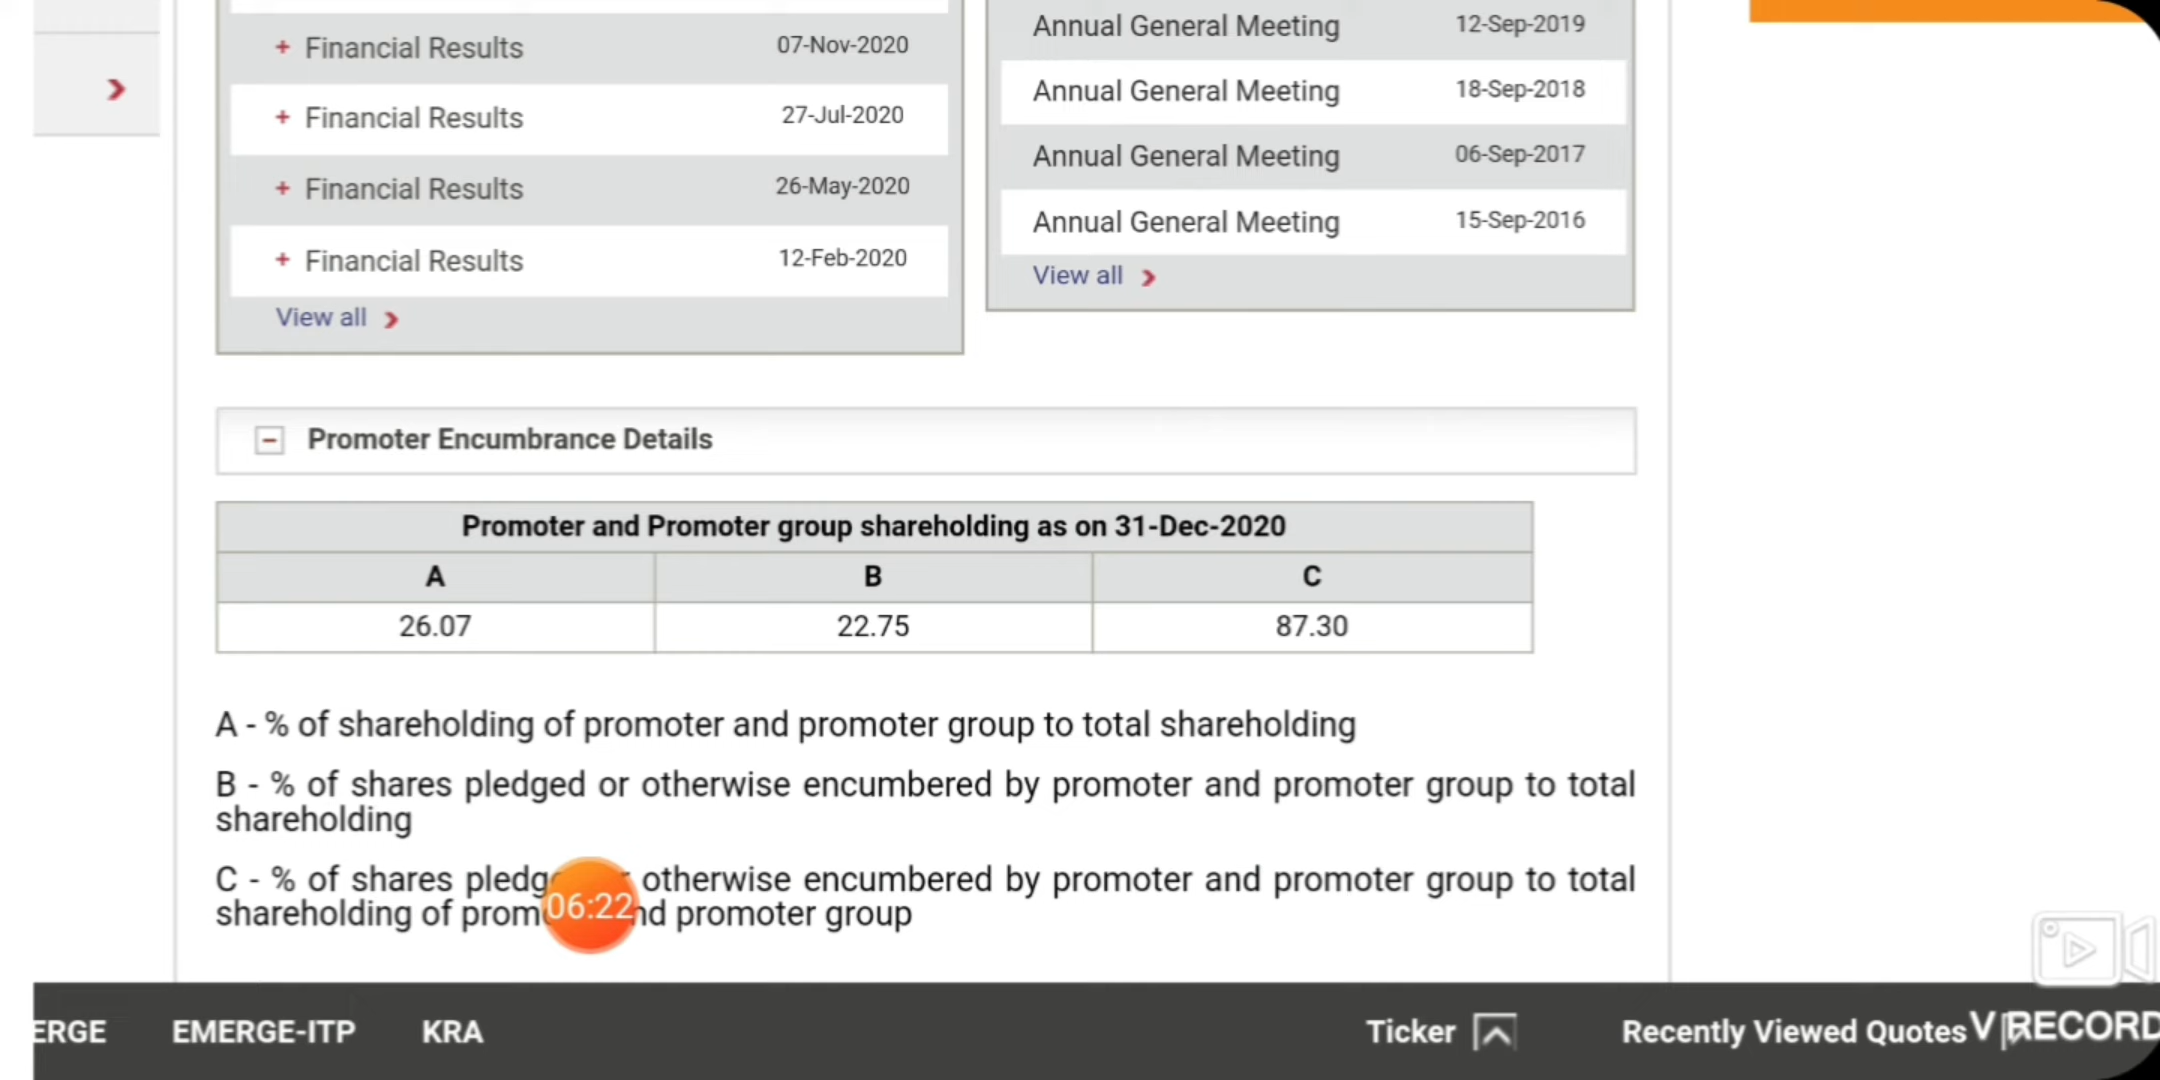 + Financial Results 07-Nov-2020
+ Financial Results 27-Jul-2020
+ Financial Results 26-May-2020
+ Financial Results 12-Feb-2020
View all
Annual General Meeting 12-Sep-2019
Annual General Meeting 18-Sep-2018
Annual General Meeting 06-Sep-2017
Annual General Meeting 15-Sep-2016
View all
Promoter Encumbrance Details
Promoter and Promoter group shareholding as on 31-Dec-2020
A B C
26.07 22.75 87.30
A - % of shareholding of promoter and promoter group to total shareholding
B - % of shares pledged or otherwise encumbered by promoter and promoter group to total
shareholding
C - % of shares otherwise encumbered by promoter and promoter group to total
shareholding of promoter group
06:22
ERGE EMERGE-ITP KRA Ticker Recently Viewed Quotes
V RECORD